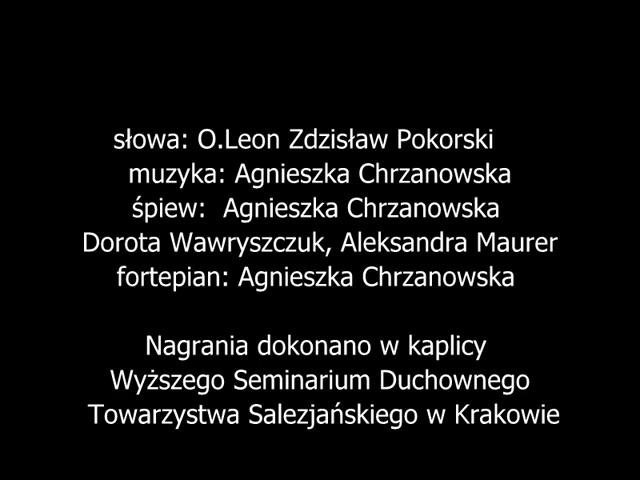 słowa: O.Leon Zdzisław Pokorski
muzyka: Agnieszka Chrzanowska
śpiew: Agnieszka Chrzanowska
Dorota Wawryszczuk, Aleksandra Maurer
fortepian: Agnieszka Chrzanowska
Nagrania dokonano w kaplicy
Wyższego Seminarium Duchownego
Towarzystwa Salezjańskiego w Krakowie